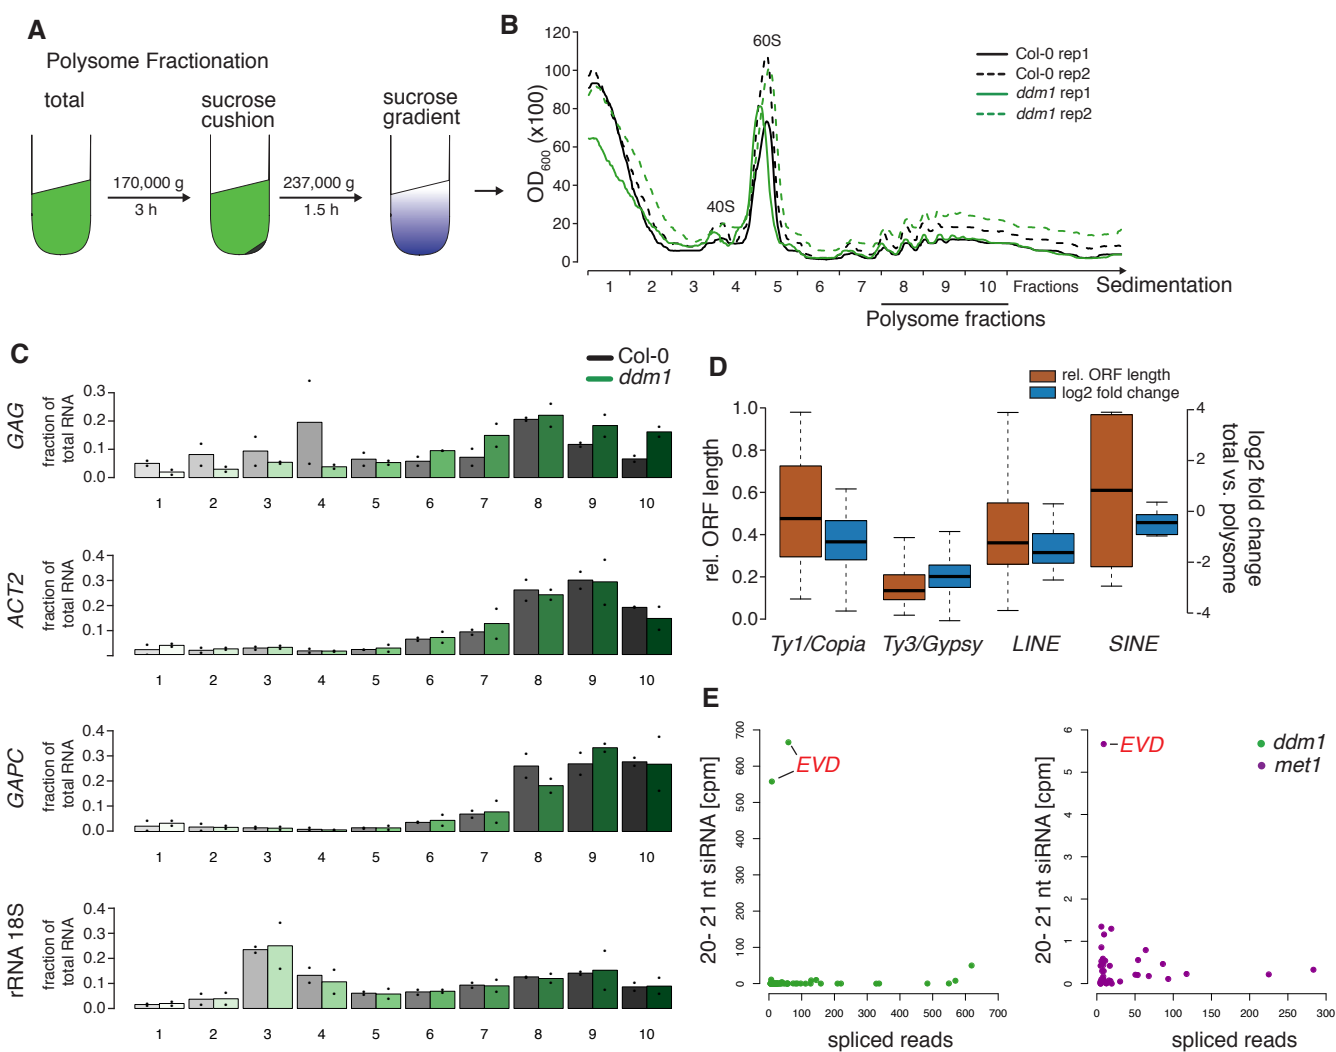 A
Polysome Fractionation
total
sucrose
cushion
sucrose
gradient
170,000 g
3 h
237,000 g
1.5 h
B
OD600 (x100)
120
100
80
60
40
20
0
40S
60S
Col-0 rep1
Col-0 rep2
ddm1 rep1
ddm1 rep2
1 2 3 4 5 6 7 8 9 10 Fractions Sedimentation
Polysome fractions
C
Col-0
ddm1
GAG
fraction of
total RNA
0.3
0.2
0.1
0.0
1 2 3 4 5 6 7 8 9 10
ACT2
fraction of
total RNA
0.4
0.3
0.2
0.1
1 2 3 4 5 6 7 8 9 10
GAPC
fraction of
total RNA
0.4
0.3
0.2
0.1
0.0
1 2 3 4 5 6 7 8 9 10
rRNA 18S
fraction of
total RNA
0.4
0.3
0.2
0.1
0.0
1 2 3 4 5 6 7 8 9 10
D
rel. ORF length
log2 fold change
rel. ORF length
1.0
0.8
0.6
0.4
0.2
0.0
4
2
0
−2
−4
log2 fold change
total vs. polysome
Ty1/Copia Ty3/Gypsy LINE SINE
E
20- 21 nt siRNA [cpm]
700
600
500
400
300
200
100
0
EVD
0 100 200 300 400 500 600 700
spliced reads
20- 21 nt siRNA [cpm]
6
5
4
3
2
1
0
EVD
ddm1
met1
0 50 100 150 200 250 300
spliced reads